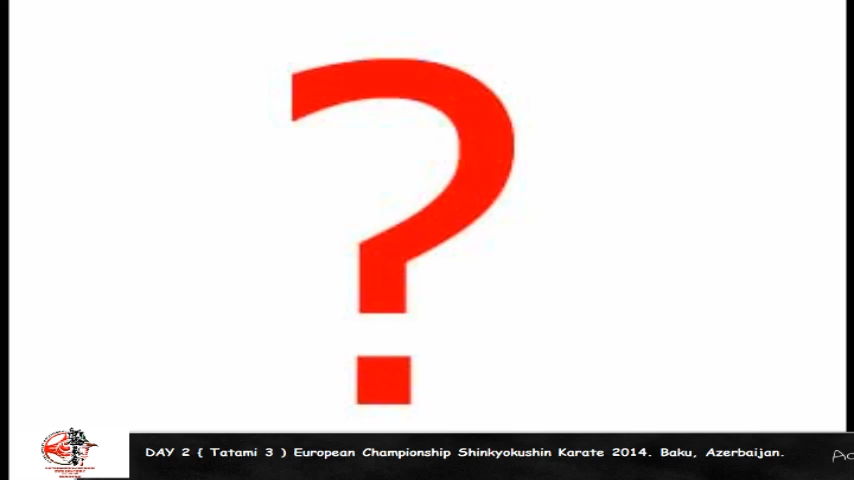 ?
DAY 2 { Tatami 3 ) European Championship Shinkyokushin Karate 2014. Baku, Azerbaijan.